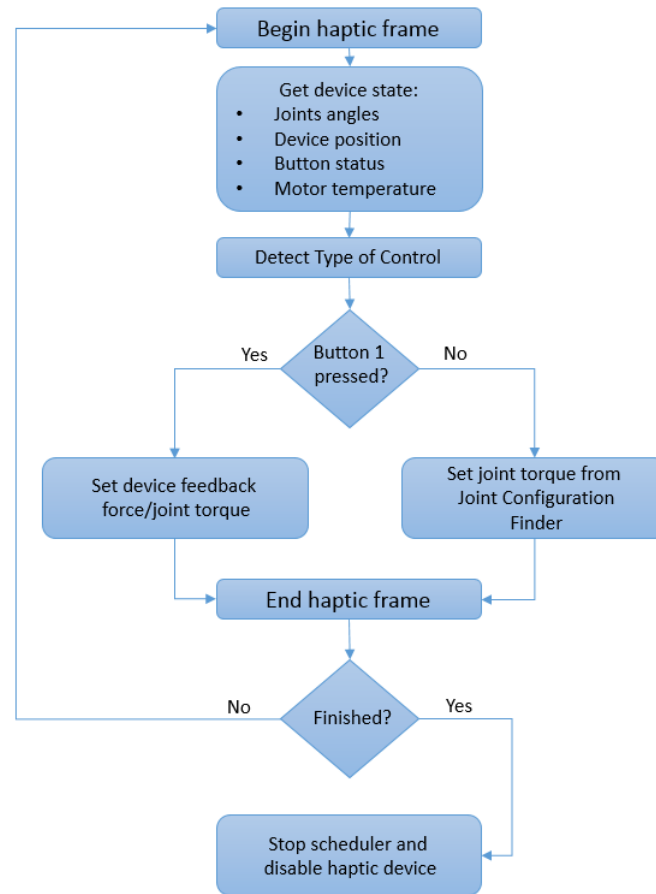 Begin haptic frame
Get device state:
• Joints angles
• Device position
• Button status
• Motor temperature
Detect Type of Control
Yes
Button 1
pressed?
No
Set device feedback
force/joint torque
Set joint torque from
Joint Configuration
Finder
End haptic frame
No
Finished?
Yes
Stop scheduler and
disable haptic device